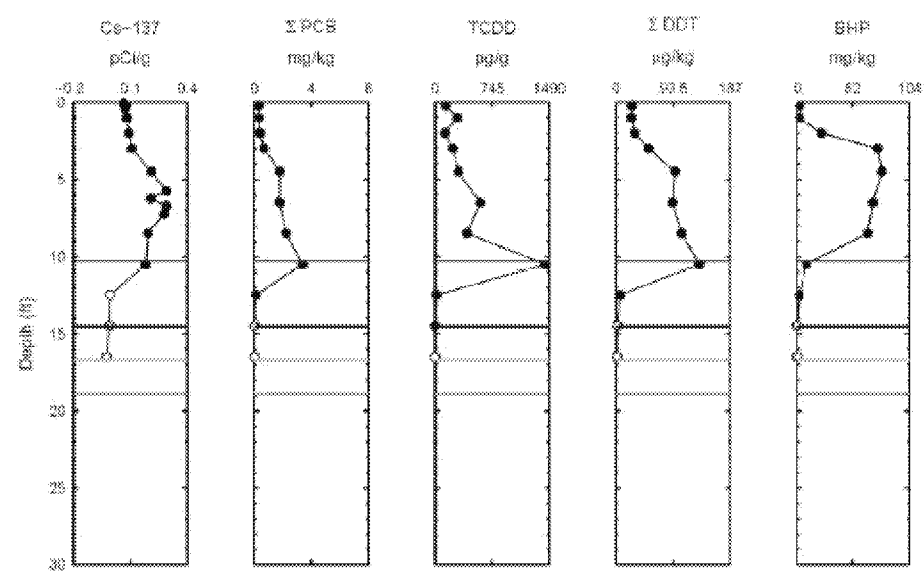 Cs-137 Σ PCB TCDD Σ DDT BHP
pCi/g mg/kg pg/g µg/kg mg/kg
-0.2 0.1 0.4 0 4 8 0 745 1490 0 93.5 187 0 52 104
0
5
10
15
20
25
30
Depth (ft)